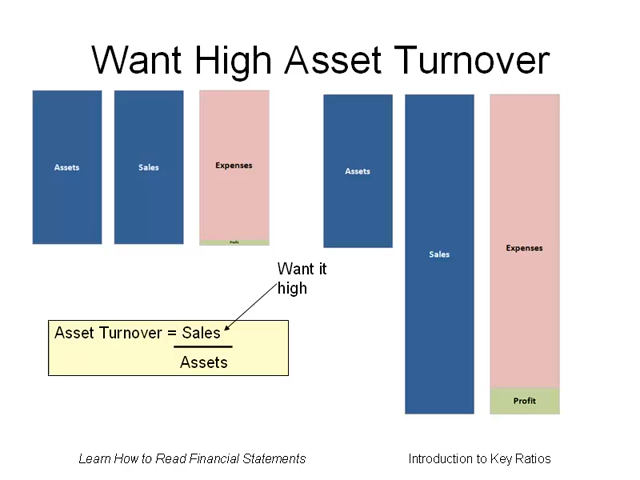 Want High Asset Turnover
Assets
Sales
Expenses
Profit
Assets
Sales
Expenses
Profit
Want it
high
Asset Turnover = Sales
Assets
Learn How to Read Financial Statements
Introduction to Key Ratios